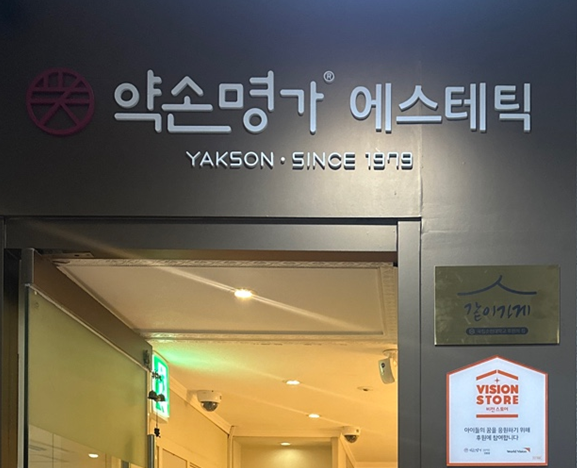 약손명가® 에스테틱
YAKSON · SINCE 1979
같이가게
VISION
STORE
비전 스토어
아이들의 꿈을 응원하기 위해
후원에 참여합니다